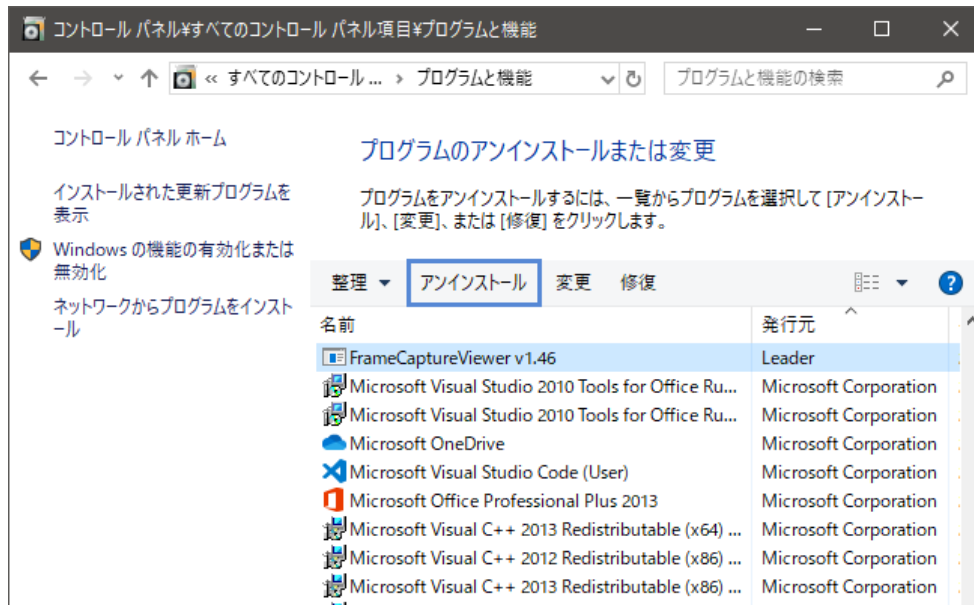 コントロール パネル¥すべてのコントロール パネル項目¥プログラムと機能
« すべてのコントロール ... › プログラムと機能
プログラムと機能の検索
コントロール パネル ホーム
インストールされた更新プログラムを
表示
Windows の機能の有効化または
無効化
ネットワークからプログラムをインスト
ール
プログラムのアンインストールまたは変更
プログラムをアンインストールするには、一覧からプログラムを選択して [アンインストー
ル]、[変更]、または [修復] をクリックします。
整理 アンインストール 変更 修復
名前 発行元
FrameCaptureViewer v1.46 Leader
Microsoft Visual Studio 2010 Tools for Office Ru... Microsoft Corporation
Microsoft Visual Studio 2010 Tools for Office Ru... Microsoft Corporation
Microsoft OneDrive Microsoft Corporation
Microsoft Visual Studio Code (User) Microsoft Corporation
Microsoft Office Professional Plus 2013 Microsoft Corporation
Microsoft Visual C++ 2013 Redistributable (x64) ... Microsoft Corporation
Microsoft Visual C++ 2012 Redistributable (x86) ... Microsoft Corporation
Microsoft Visual C++ 2013 Redistributable (x86) ... Microsoft Corporation